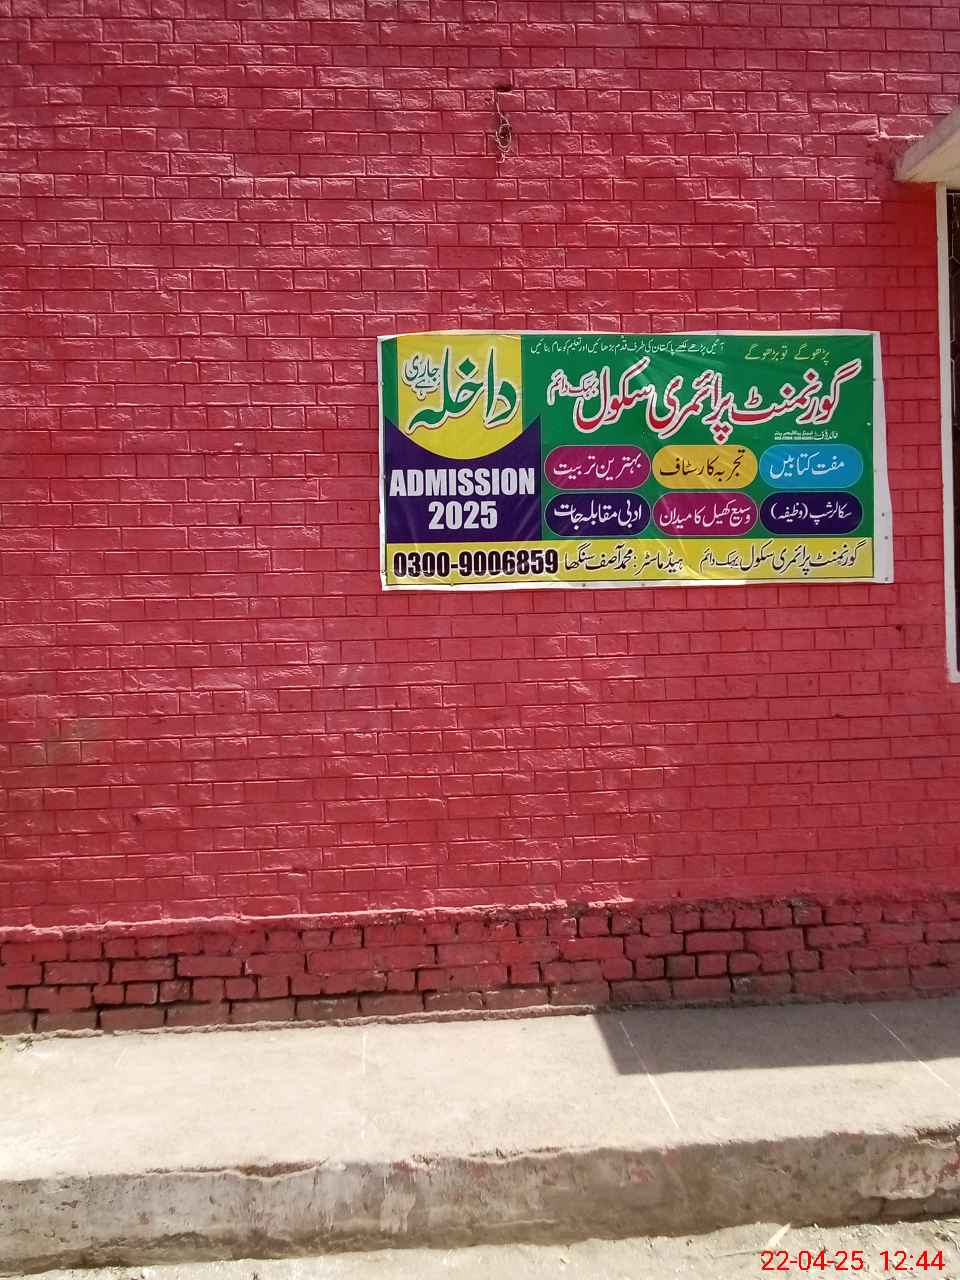 پڑھو گے تو بڑھو گے
آئیں پڑھے لکھے پاکستان کی طرف قدم بڑھائیں اور تعلیم کو عام بنائیں
داخلہ
جاری ہے
گورنمنٹ پرائمری سکول
ADMISSION
2025
مفت کتابیں
تجربہ کار سٹاف
بہترین تربیت
سکالرشپ (وظیفہ)
وسیع کھیل کا میدان
ادبی مقابلہ جات
گورنمنٹ پرائمری سکول
ہیڈ ماسٹر: محمد آصف سنگھا
0300-9006859
22-04-25 12:44